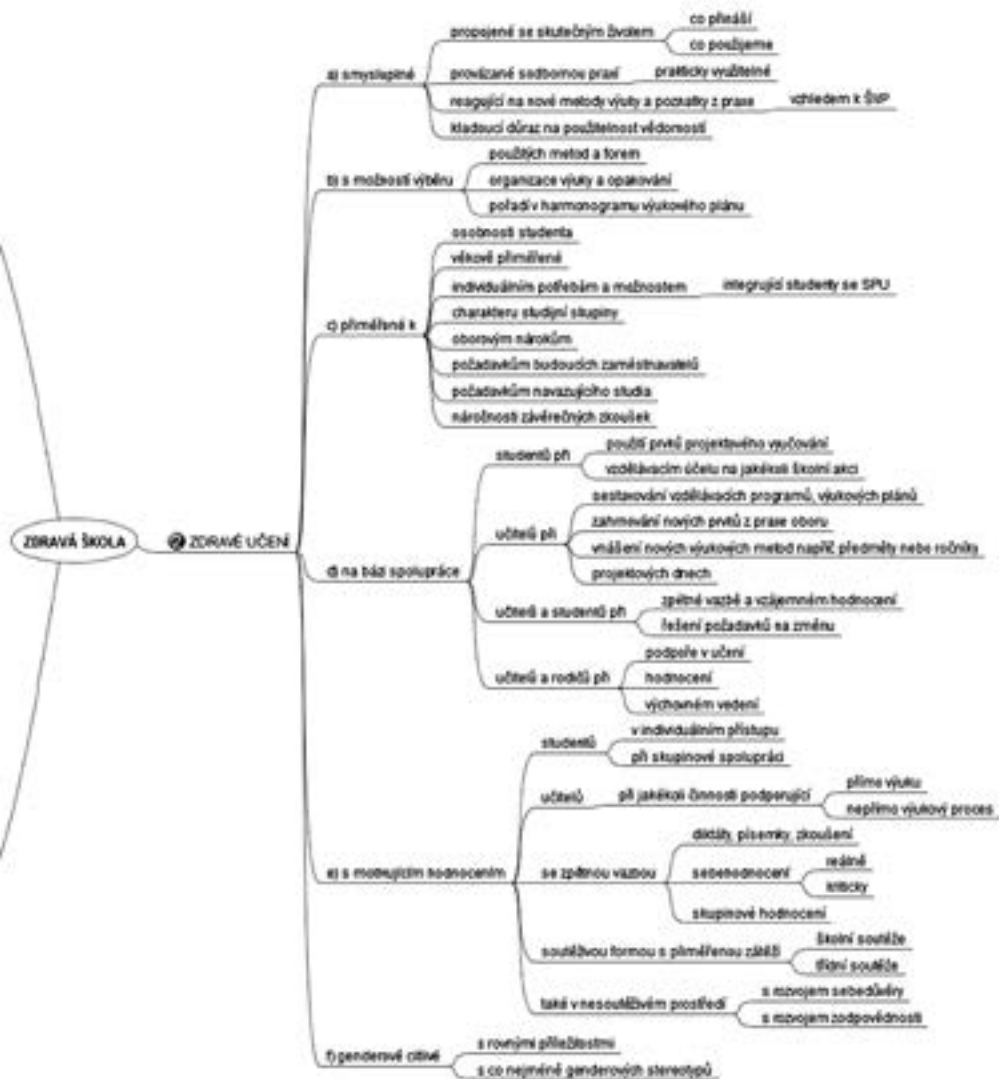 ZDRAVÁ ŠKOLA
2 ZDRAVÉ UČENÍ
a) smysluplné
propojené se skutečným životem
co přináší
co použijeme
provázané s odbornou praxí
prakticky využitelné
reagující na nové metody výuky a poznatky z praxe
vzhledem k ŠVP
kladoucí důraz na použitelnost vědomostí
b) s možností výběru
použitých metod a forem
organizace výuky a opakování
pořadí v harmonogramu výukového plánu
c) přiměřené k
osobnosti studenta
věkově přiměřené
individuálním potřebám a možnostem
integrující studenty se SPU
charakteru studijní skupiny
oborovým nárokům
požadavkům budoucích zaměstnavatelů
požadavkům navazujícího studia
náročnosti závěrečných zkoušek
d) na bázi spolupráce
studentů při
použití prvků projektového vyučování
vzdělávacím účelu na jakékoli školní akci
učitelů při
sestavování vzdělávacích programů, výukových plánů
zahrnování nových prvků z praxe oboru
vnášení nových výukových metod napříč předměty nebo ročníky
projektových dnech
učitelů a studentů při
zpětné vazbě a vzájemném hodnocení
řešení požadavků na změnu
učitelů a rodičů při
podpoře v učení
hodnocení
výchovném vedení
e) s motivujícím hodnocením
studentů
v individuálním přístupu
při skupinové spolupráci
učitelů
při jakékoli činnosti podporující
přímo výuku
nepřímo výukový proces
se zpětnou vazbou
diktáty, písemky, zkoušení
sebehodnocení
reálně
kriticky
skupinové hodnocení
soutěživou formou s přiměřenou zátěží
školní soutěže
třídní soutěže
také v nesoutěživém prostředí
s rozvojem sebedůvěry
s rozvojem zodpovědnosti
f) genderově citlivé
s rovnými příležitostmi
s co nejméně genderových stereotypů